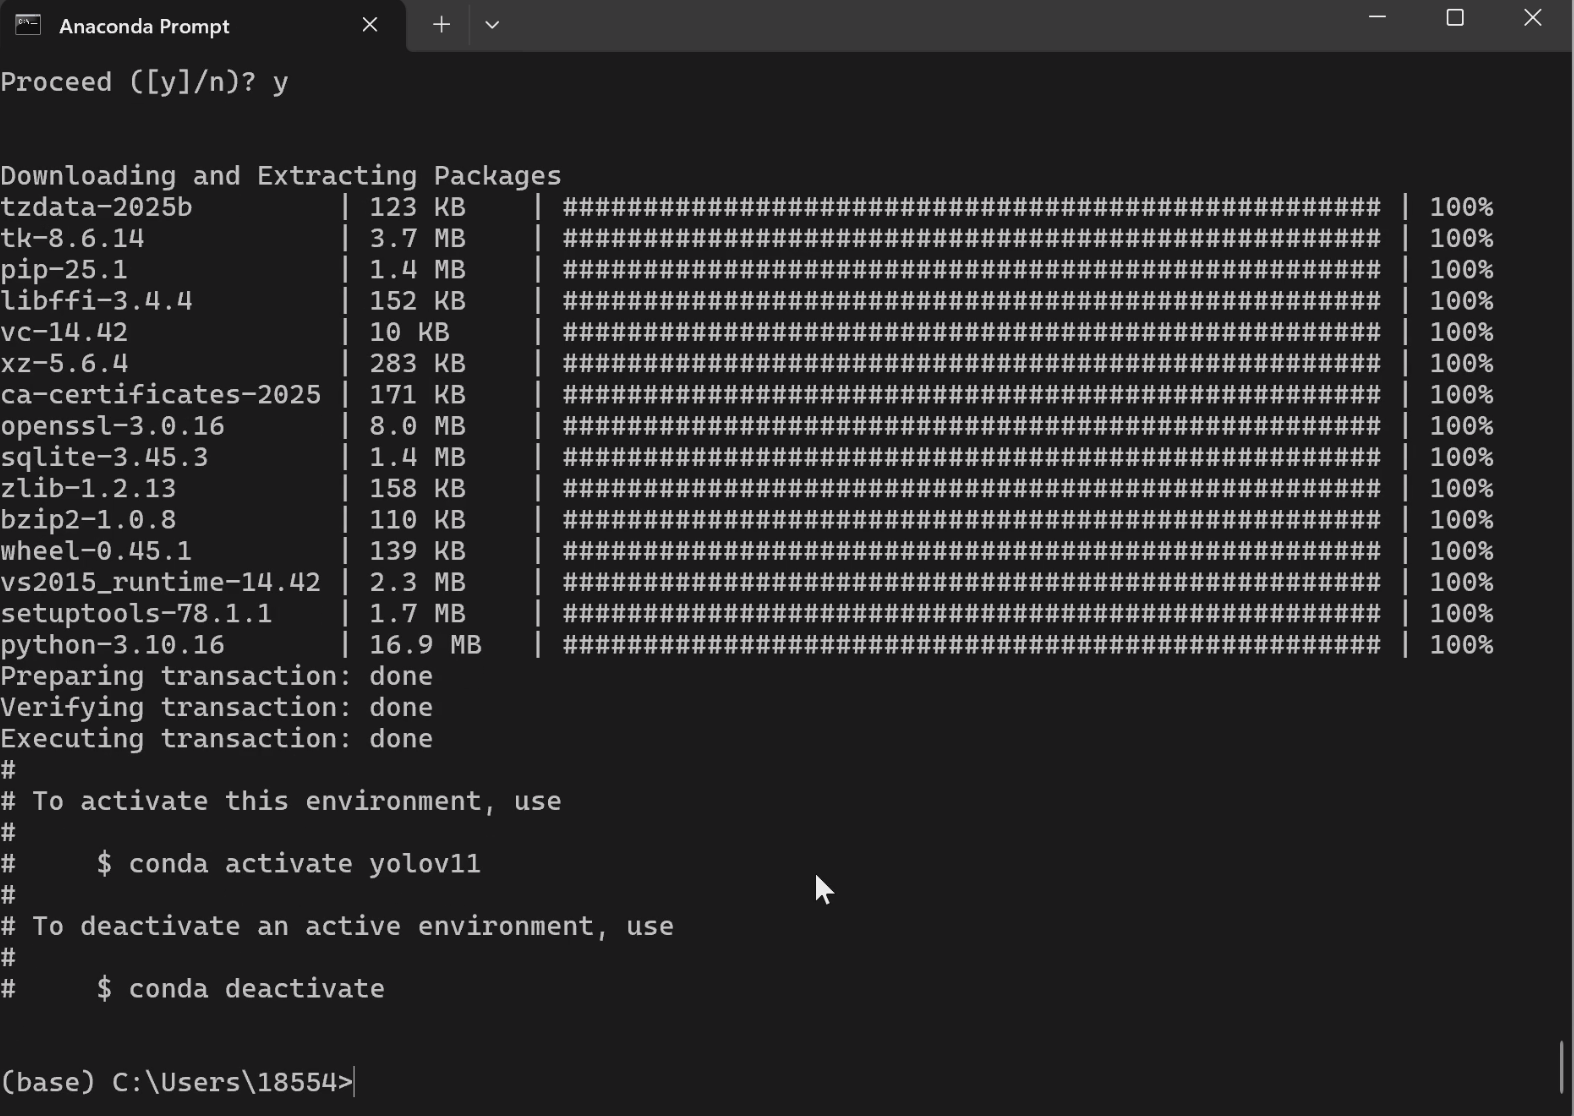 Anaconda Prompt
Proceed ([y]/n)? y
Downloading and Extracting Packages
tzdata-2025b | 123 KB | ################################################### | 100%
tk-8.6.14 | 3.7 MB | ################################################### | 100%
pip-25.1 | 1.4 MB | ################################################### | 100%
libffi-3.4.4 | 152 KB | ################################################### | 100%
vc-14.42 | 10 KB | ################################################### | 100%
xz-5.6.4 | 283 KB | ################################################### | 100%
ca-certificates-2025 | 171 KB | ################################################### | 100%
openssl-3.0.16 | 8.0 MB | ################################################### | 100%
sqlite-3.45.3 | 1.4 MB | ################################################### | 100%
zlib-1.2.13 | 158 KB | ################################################### | 100%
bzip2-1.0.8 | 110 KB | ################################################### | 100%
wheel-0.45.1 | 139 KB | ################################################### | 100%
vs2015_runtime-14.42 | 2.3 MB | ################################################### | 100%
setuptools-78.1.1 | 1.7 MB | ################################################### | 100%
python-3.10.16 | 16.9 MB | ################################################### | 100%
Preparing transaction: done
Verifying transaction: done
Executing transaction: done
#
# To activate this environment, use
#
#     $ conda activate yolov11
#
# To deactivate an active environment, use
#
#     $ conda deactivate
(base) C:\Users\18554>